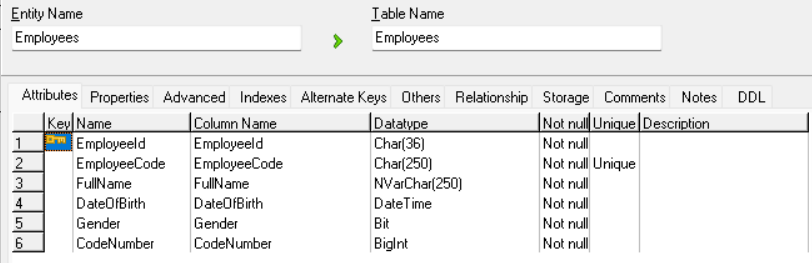 Entity Name Table Name
Employees Employees
Attributes Properties Advanced Indexes Alternate Keys Others Relationship Storage Comments Notes DDL
Key Name Column Name Datatype Not null Unique Description
1 EmployeeId EmployeeId Char(36) Not null
2 EmployeeCode EmployeeCode Char(250) Not null Unique
3 FullName FullName NVarChar(250) Not null
4 DateOfBirth DateOfBirth DateTime Not null
5 Gender Gender Bit Not null
6 CodeNumber CodeNumber BigInt Not null